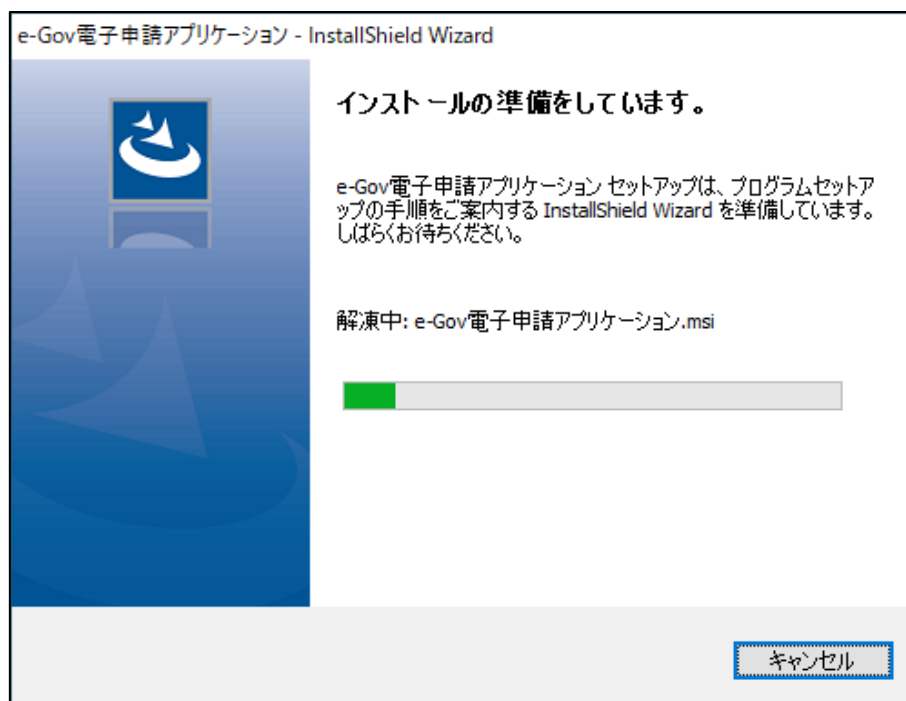 e-Gov電子申請アプリケーション - InstallShield Wizard
インストールの準備をしています。
e-Gov電子申請アプリケーション セットアップは、プログラムセットア
ップの手順をご案内する InstallShield Wizard を準備しています。
しばらくお待ちください。
解凍中: e-Gov電子申請アプリケーション.msi
キャンセル